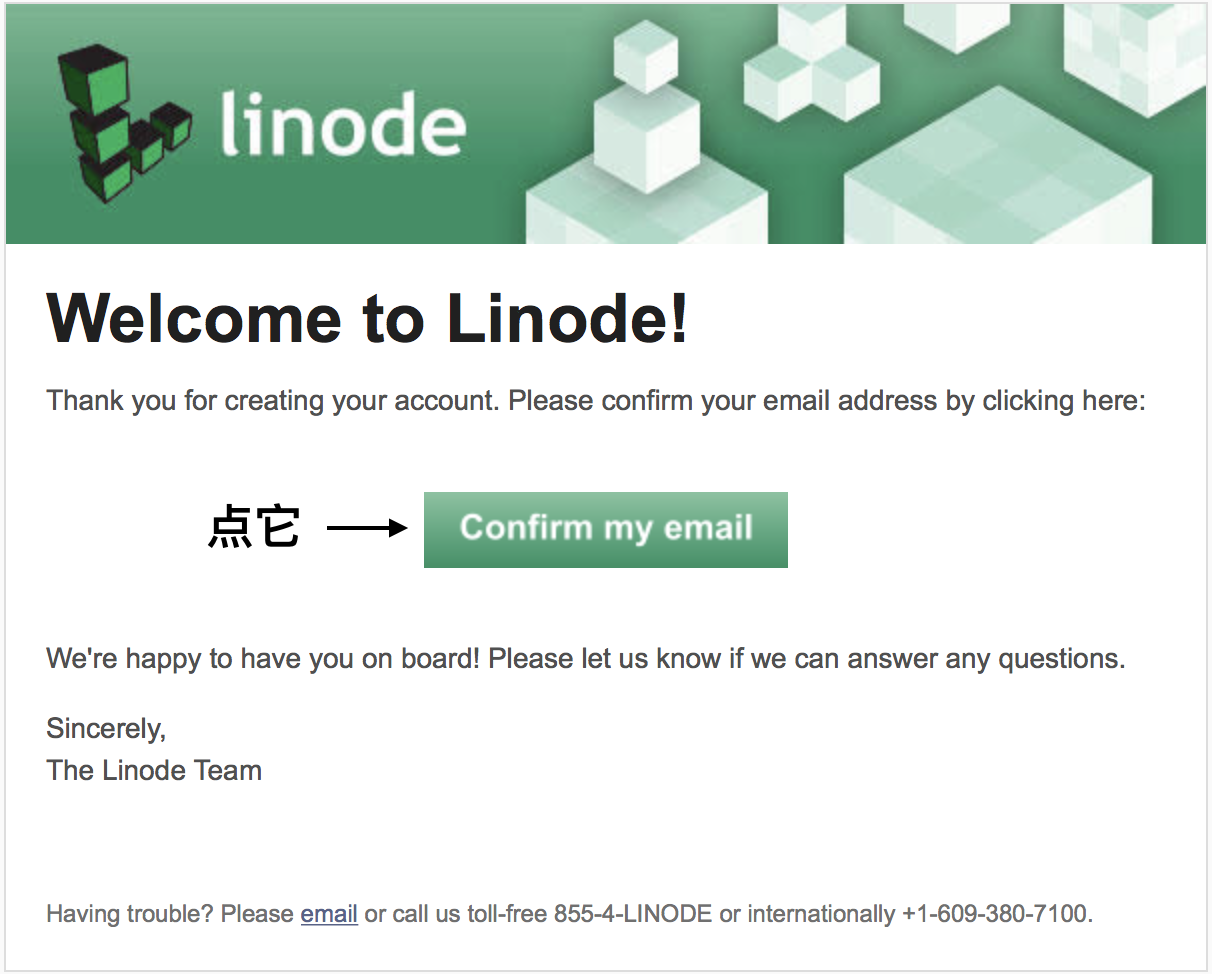 linode
Welcome to Linode!
Thank you for creating your account. Please confirm your email address by clicking here:
点它 Confirm my email
We're happy to have you on board! Please let us know if we can answer any questions.
Sincerely,
The Linode Team
Having trouble? Please email or call us toll-free 855-4-LINODE or internationally +1-609-380-7100.